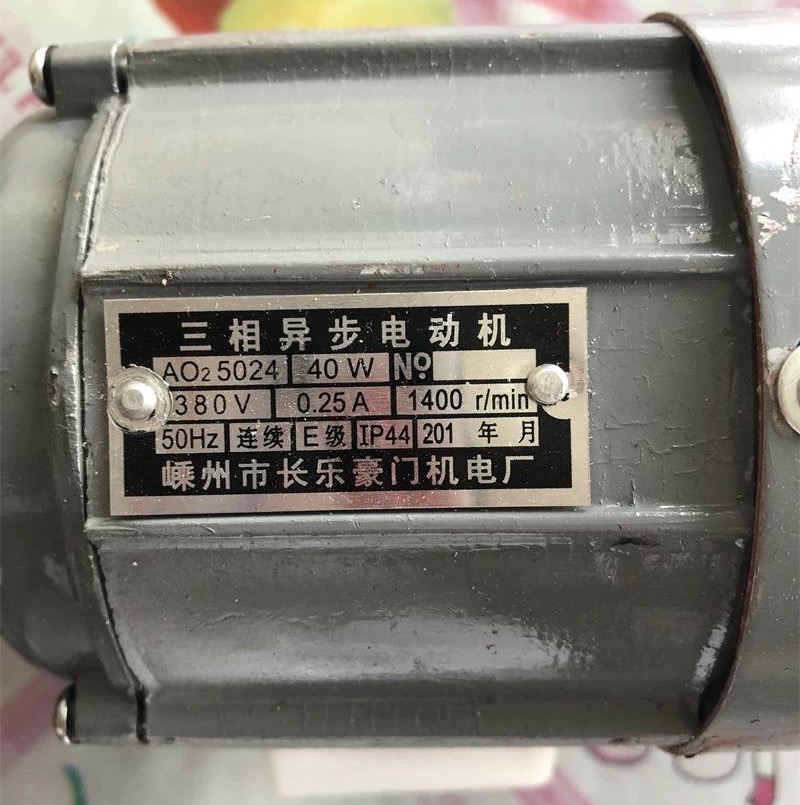 三相异步电动机
AO₂ 5024 40 W №
380V 0.25A 1400 r/min
50Hz 连续 E级 IP44 201 年 月
嵊州市长乐豪门机电厂